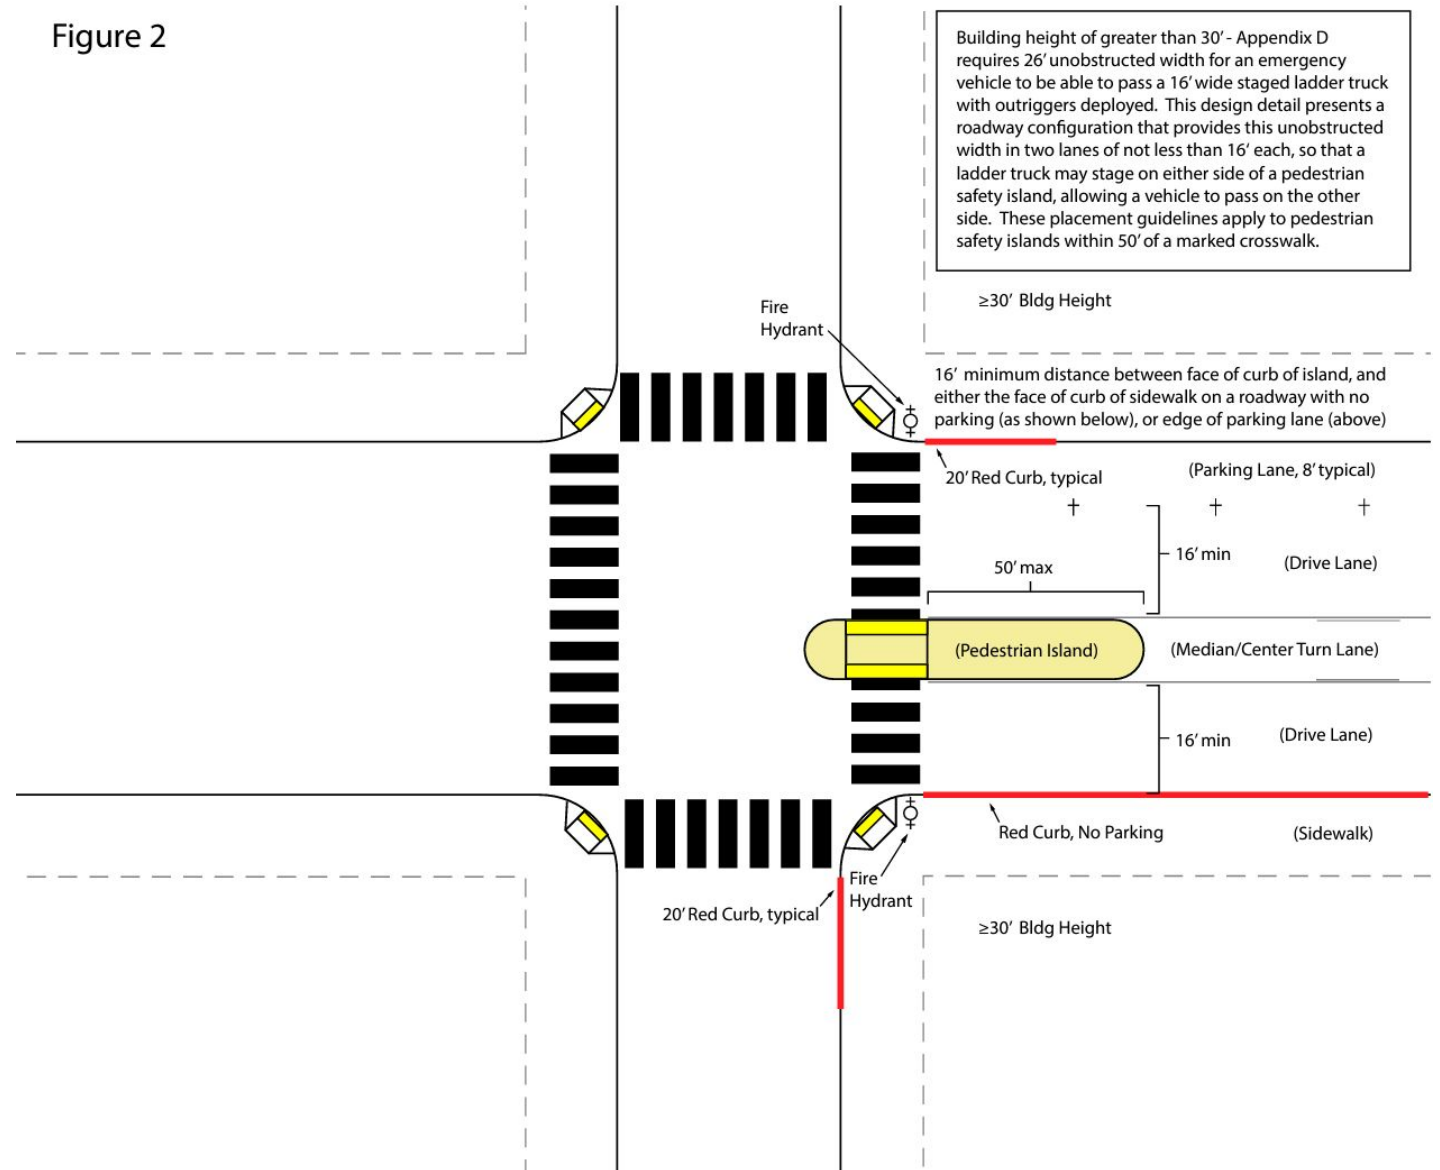 Figure 2
Building height of greater than 30' - Appendix D
requires 26' unobstructed width for an emergency
vehicle to be able to pass a 16' wide staged ladder truck
with outriggers deployed.  This design detail presents a
roadway configuration that provides this unobstructed
width in two lanes of not less than 16' each, so that a
ladder truck may stage on either side of a pedestrian
safety island, allowing a vehicle to pass on the other
side.  These placement guidelines apply to pedestrian
safety islands within 50' of a marked crosswalk.
≥30' Bldg Height
Fire
Hydrant
16' minimum distance between face of curb of island, and
either the face of curb of sidewalk on a roadway with no
parking (as shown below), or edge of parking lane (above)
20' Red Curb, typical
(Parking Lane, 8' typical)
16' min
(Drive Lane)
50' max
(Pedestrian Island)
(Median/Center Turn Lane)
16' min
(Drive Lane)
Red Curb, No Parking
(Sidewalk)
Fire
Hydrant
20' Red Curb, typical
≥30' Bldg Height